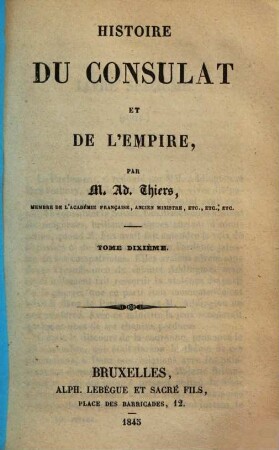 HISTOIRE
DU CONSULAT
ET
DE L'EMPIRE,
PAR
M. Ad. Thiers,
MEMBRE DE L'ACADÉMIE FRANÇAISE, ANCIEN MINISTRE, ETC., ETC., ETC.
TOME DIXIÈME.
BRUXELLES,
ALPH. LEBÈGUE ET SACRÉ FILS,
PLACE DES BARRICADES, 12.
1845